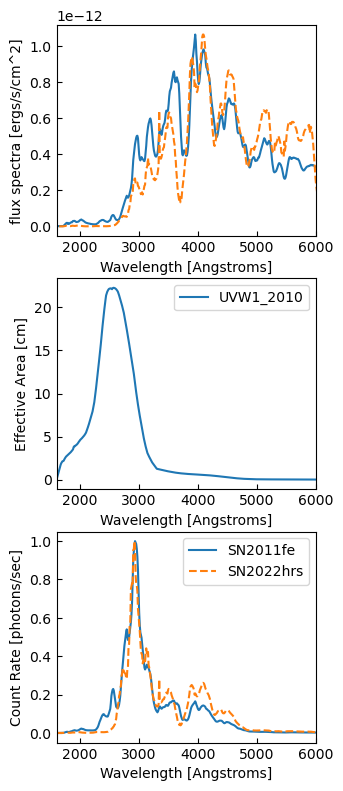 1e−12
flux spectra [ergs/s/cm^2]
1.0
0.8
0.6
0.4
0.2
0.0
2000 3000 4000 5000 6000
Wavelength [Angstroms]
UVW1_2010
Effective Area [cm]
20
15
10
5
0
2000 3000 4000 5000 6000
Wavelength [Angstroms]
SN2011fe
SN2022hrs
Count Rate [photons/sec]
1.0
0.8
0.6
0.4
0.2
0.0
2000 3000 4000 5000 6000
Wavelength [Angstroms]